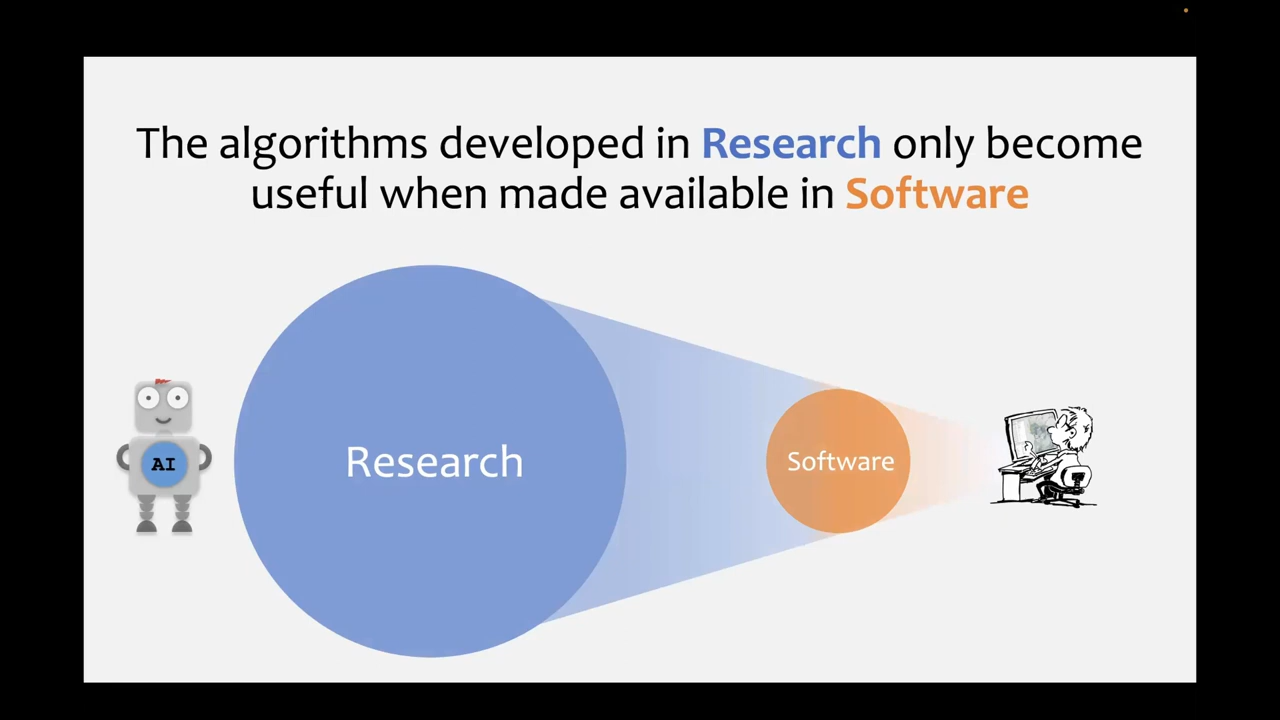 The algorithms developed in Research only become
useful when made available in Software
AI
Research
Software